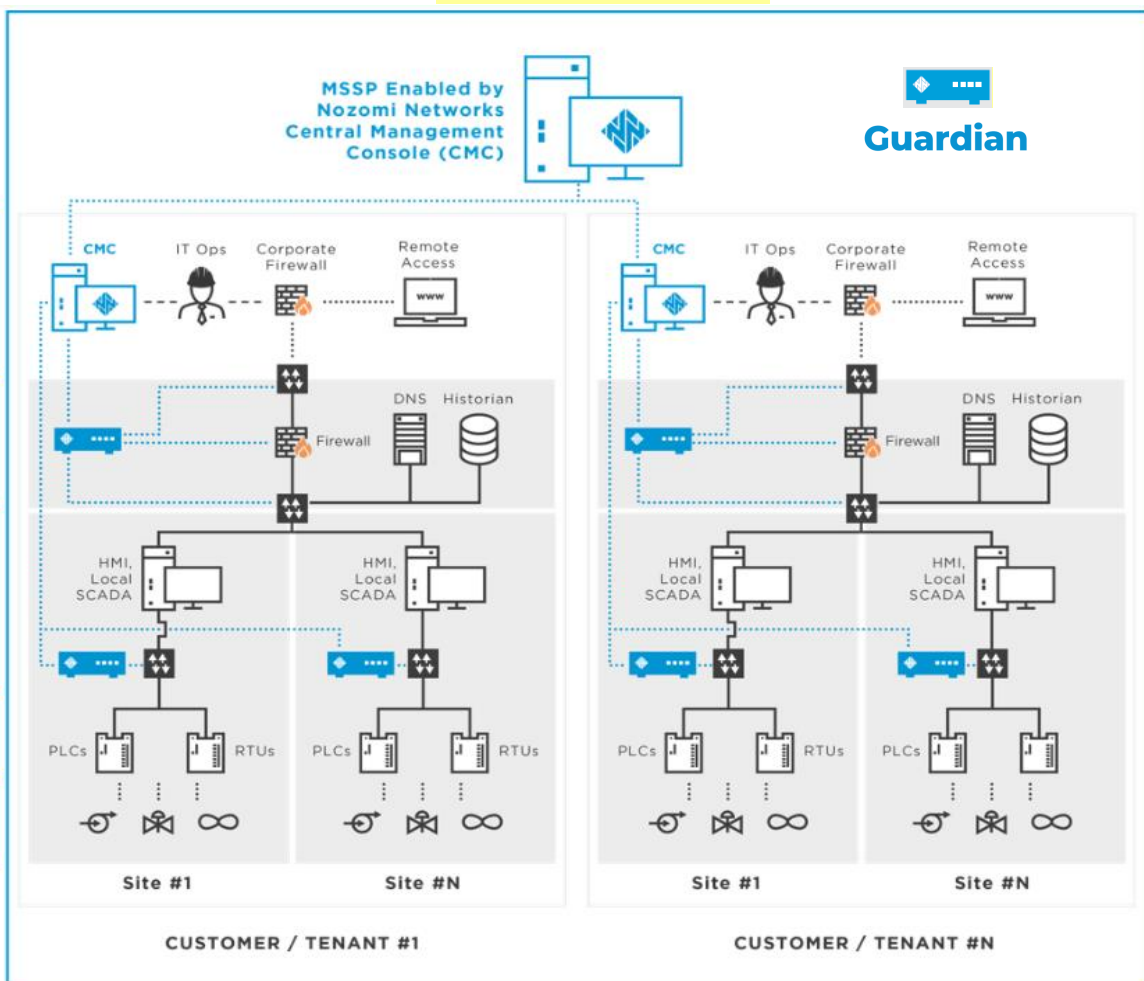 MSSP Enabled by
Nozomi Networks
Central Management
Console (CMC)
Guardian
CMC
IT Ops
Corporate
Firewall
Remote
Access
www
DNS
Historian
Firewall
HMI,
Local
SCADA
HMI,
Local
SCADA
PLCs
RTUs
PLCs
RTUs
Site #1
Site #N
CUSTOMER / TENANT #1
CMC
IT Ops
Corporate
Firewall
Remote
Access
www
DNS
Historian
Firewall
HMI,
Local
SCADA
HMI,
Local
SCADA
PLCs
RTUs
PLCs
RTUs
Site #1
Site #N
CUSTOMER / TENANT #N